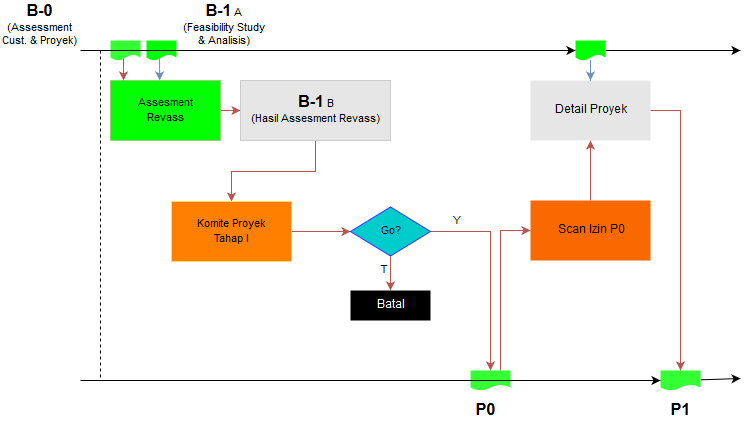 B-0
(Assessment
Cust. & Proyek)
B-1 A
(Feasibility Study
& Analisis)
Assesment
Revass
B-1 B
(Hasil Assesment Revass)
Detail Proyek
Komite Proyek
Tahap I
Go?
Y
Scan Izin P0
T
Batal
P0
P1